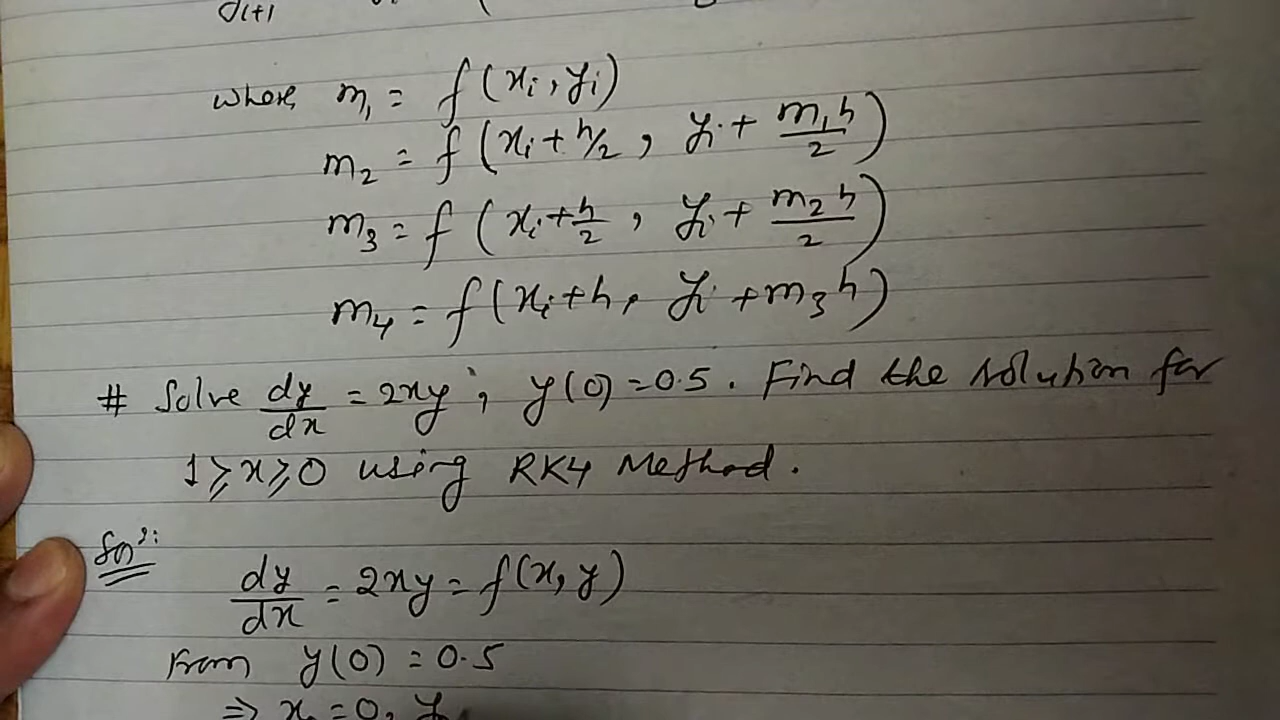 where, m₁ = f(xᵢ, yᵢ)
m₂ = f(xᵢ + h/2, yᵢ + m₁h/2)
m₃ = f(xᵢ + h/2, yᵢ + m₂h/2)
m₄ = f(xᵢ + h, yᵢ + m₃h)
# Solve dy/dx = 2xy, y(0) = 0.5. Find the solution for
1 ≥ x ≥ 0 using RK4 Method.
Solⁿ:
dy/dx = 2xy = f(x, y)
From y(0) = 0.5